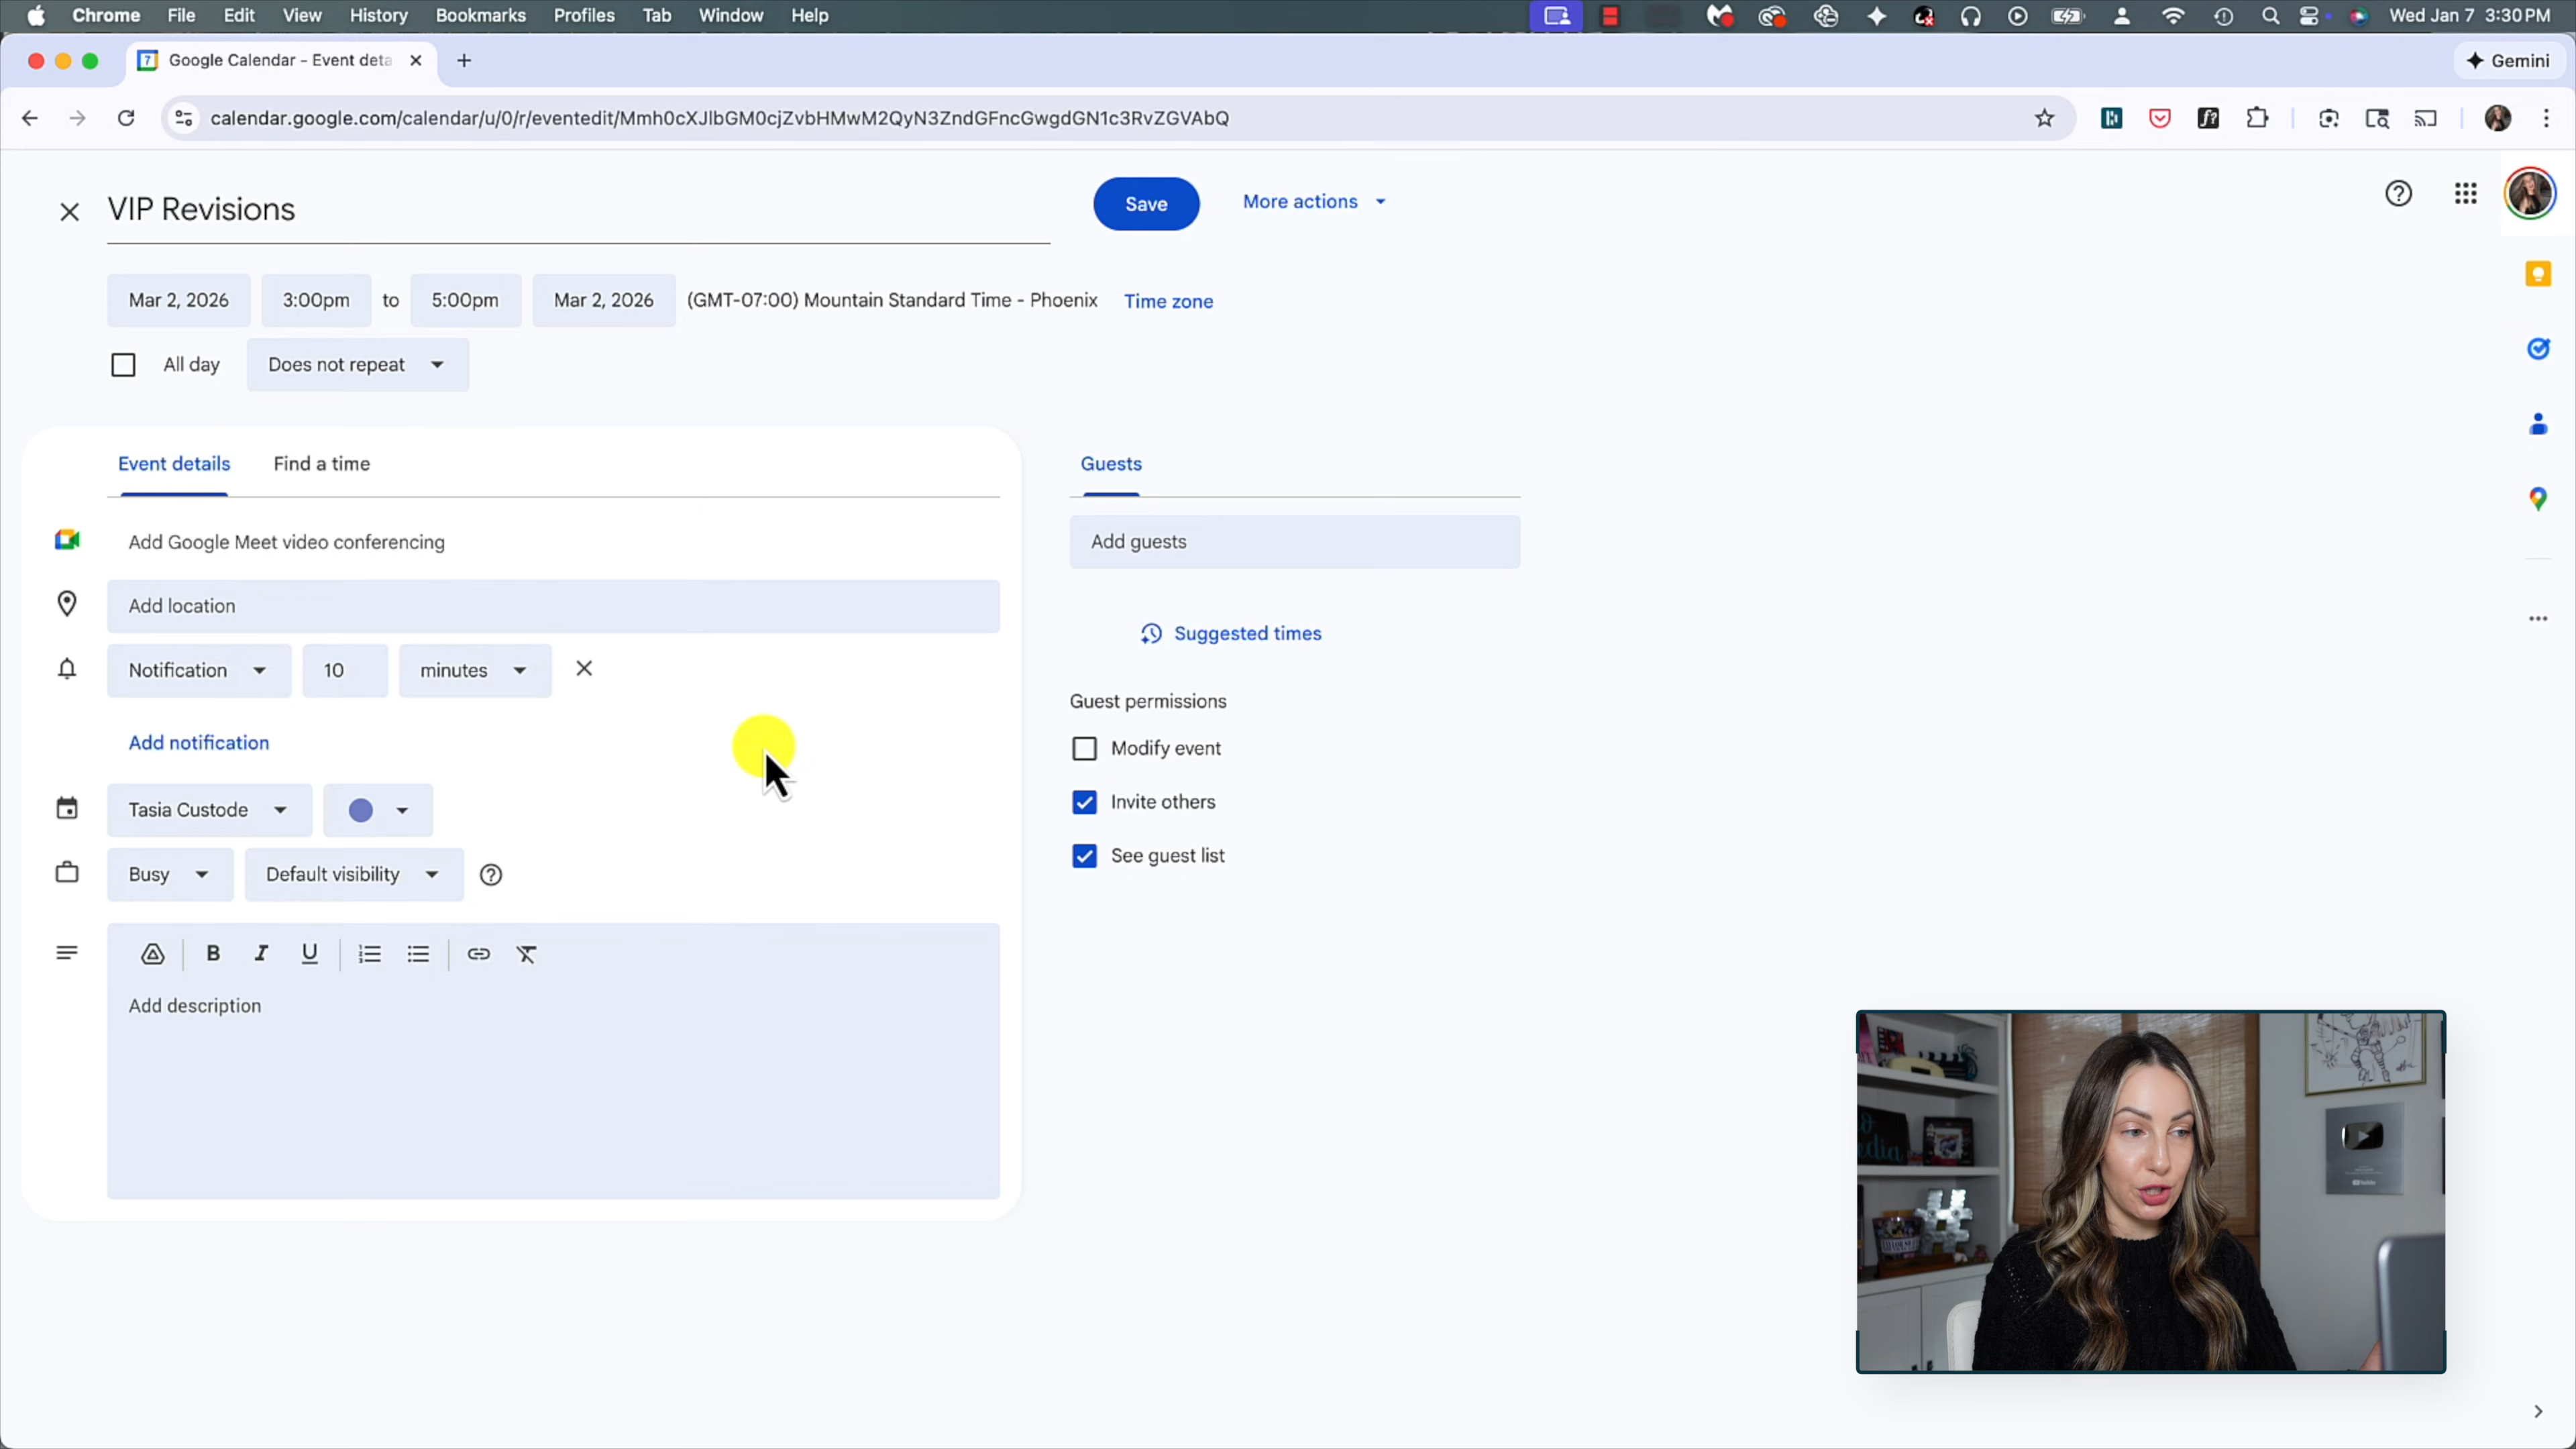 Chrome File Edit View History Bookmarks Profiles Tab Window Help Wed Jan 7 3:30 PM
Google Calendar - Event deta
Gemini
calendar.google.com/calendar/u/0/r/eventedit/Mmh0cXJlbGM0cjZvbHMwM2QyN3ZndGFncGwgdGN1c3RvZGVAbQ
VIP Revisions
Save
More actions
Mar 2, 2026 3:00pm to 5:00pm Mar 2, 2026 (GMT-07:00) Mountain Standard Time - Phoenix Time zone
All day Does not repeat
Event details Find a time
Guests
Add Google Meet video conferencing
Add guests
Add location
Suggested times
Notification 10 minutes
Guest permissions
Add notification
Modify event
Tasia Custode
Invite others
Busy Default visibility
See guest list
B I U
Add description